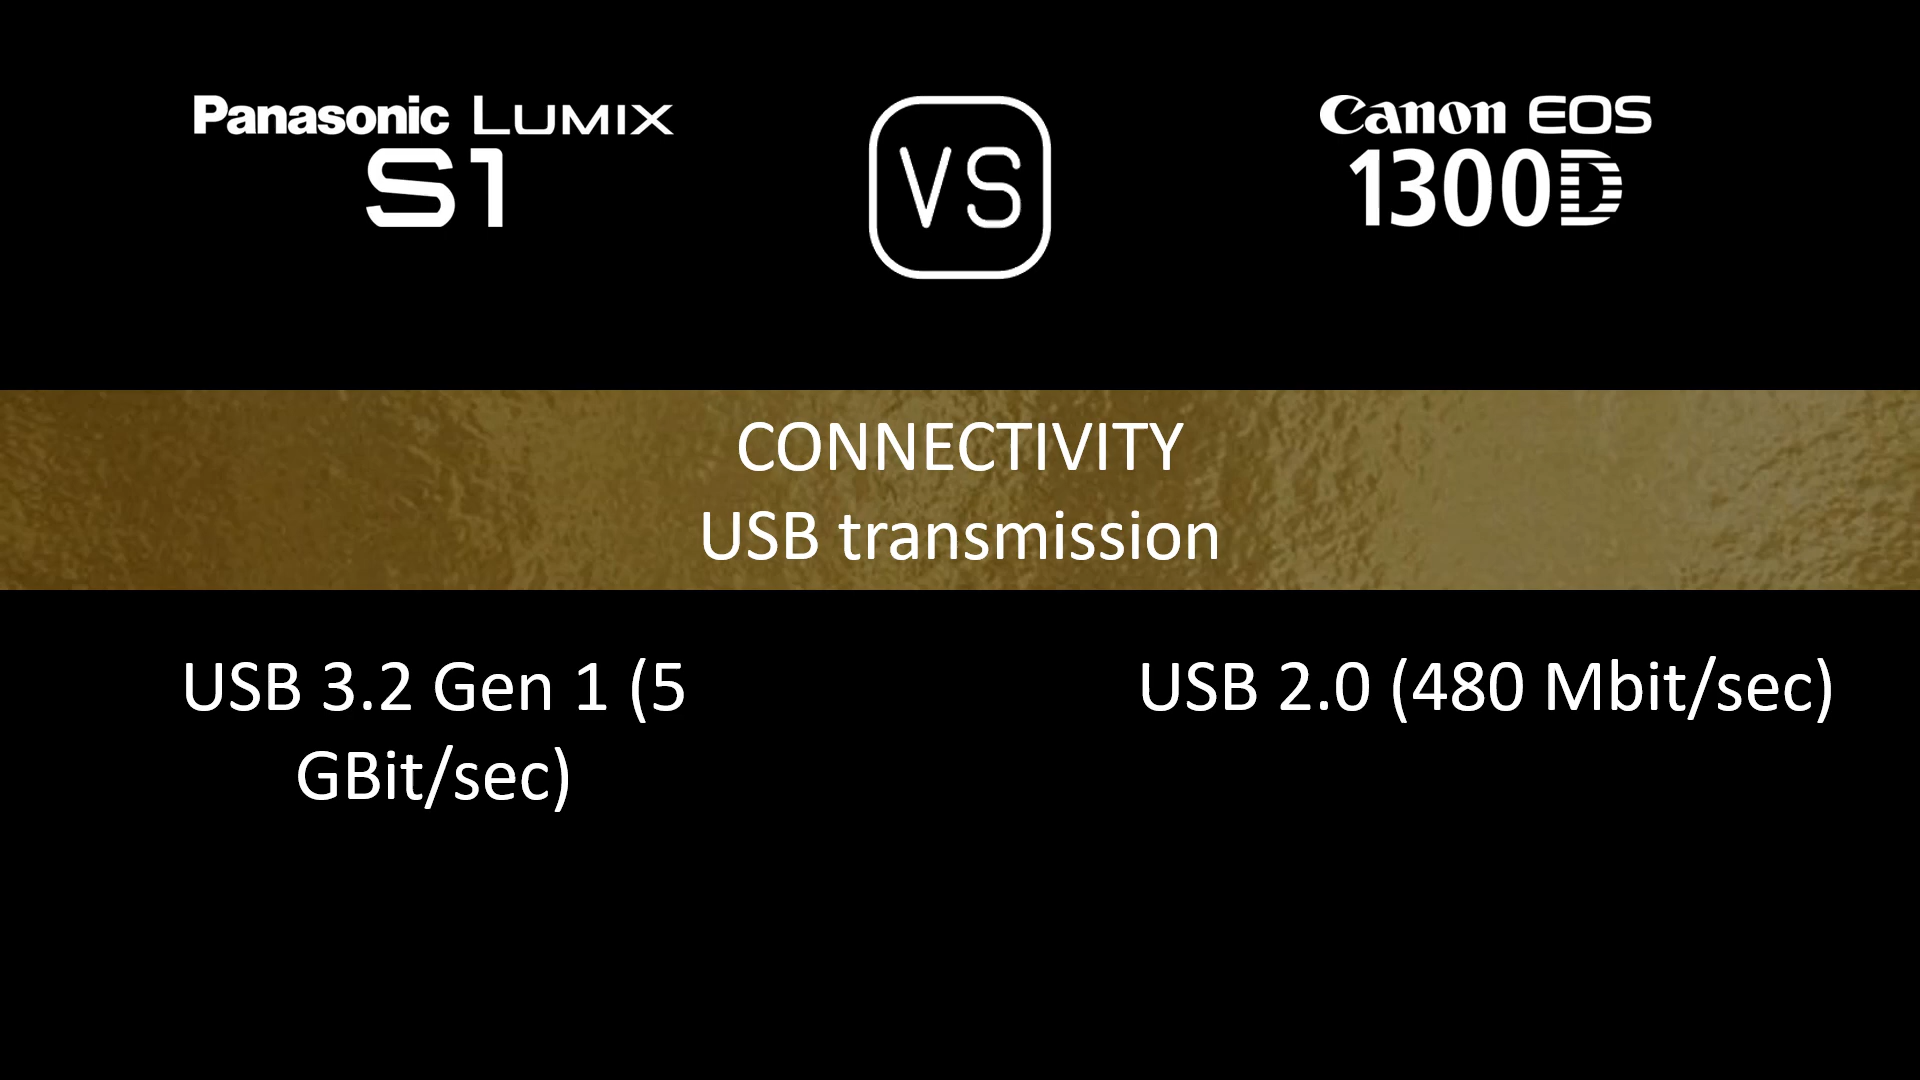 Panasonic LUMIX
S1
VS
Canon EOS
1300D
CONNECTIVITY
USB transmission
USB 3.2 Gen 1 (5
GBit/sec)
USB 2.0 (480 Mbit/sec)